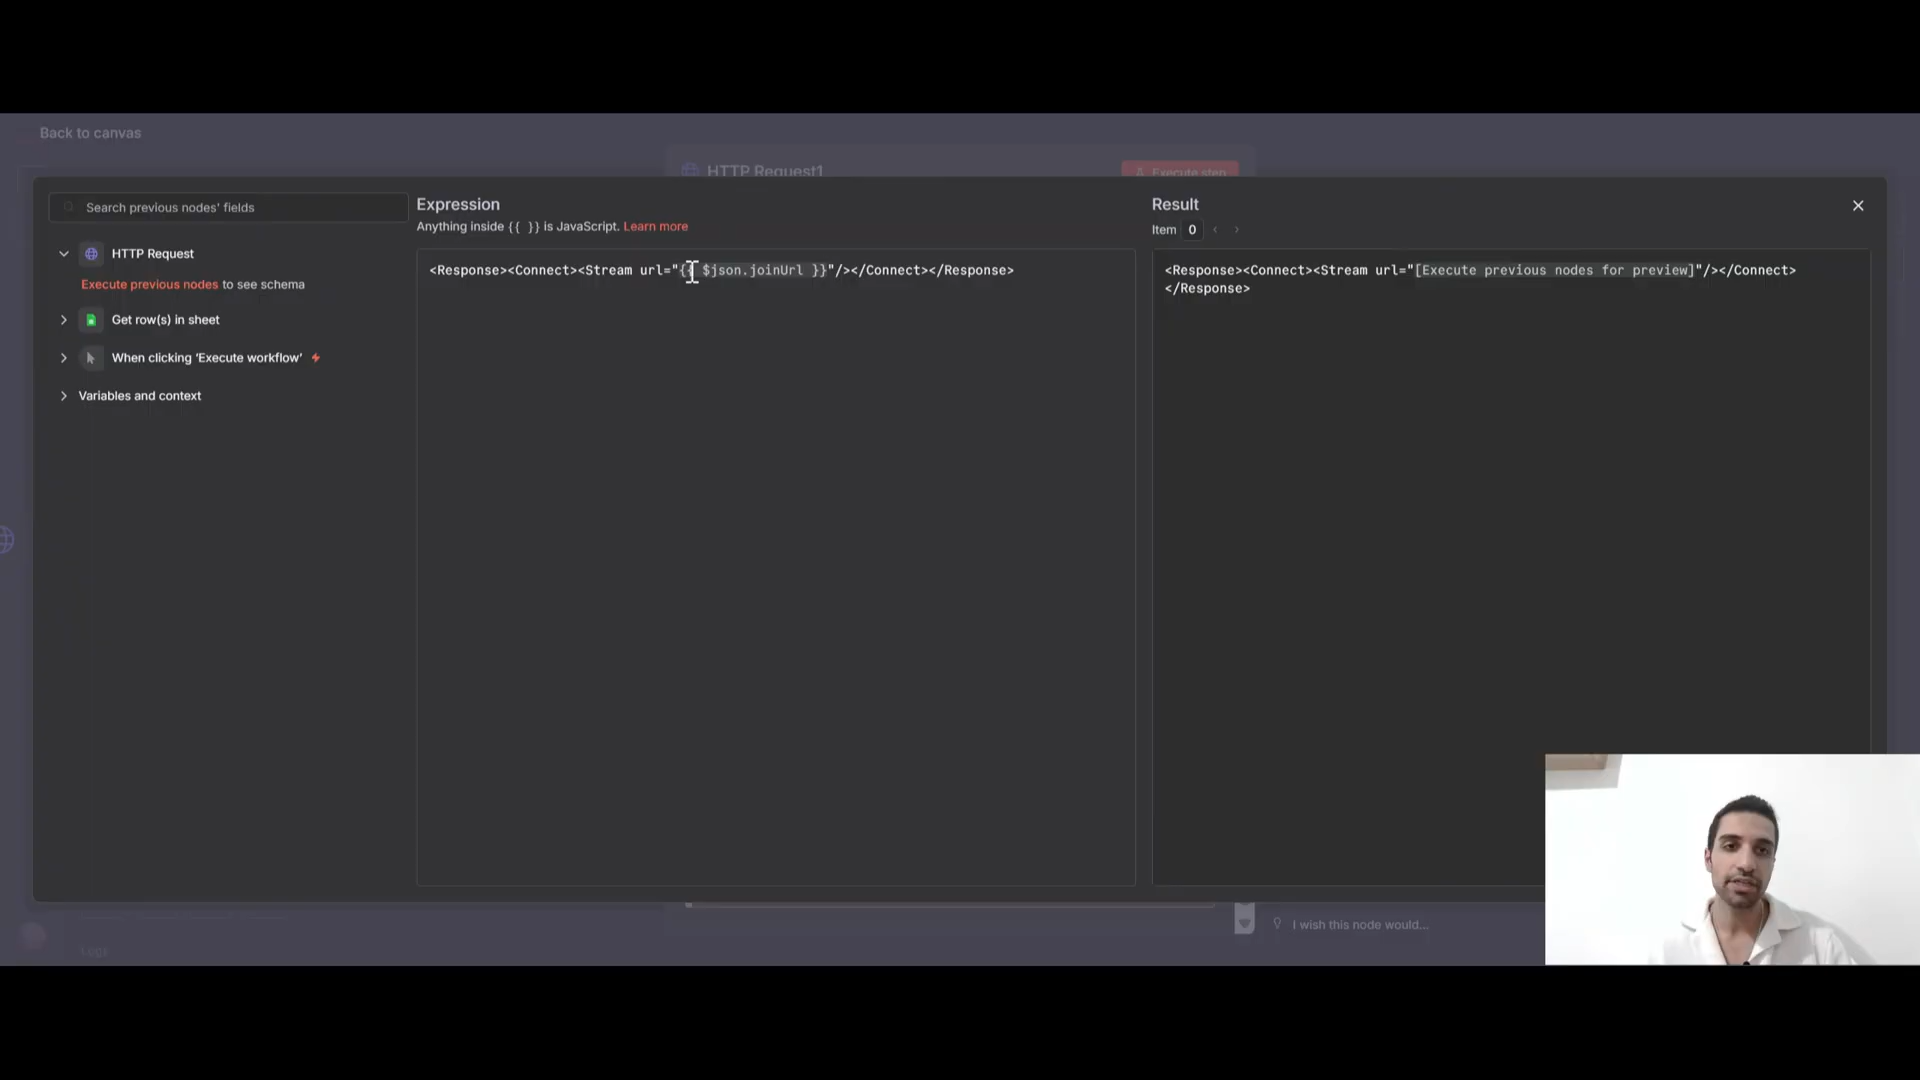 Back to canvas
HTTP Request1
Execute step
Search previous nodes' fields
HTTP Request
Execute previous nodes to see schema
Get row(s) in sheet
When clicking ‘Execute workflow’
Variables and context
Expression
Anything inside {{ }} is JavaScript. Learn more
<Response><Connect><Stream url="{{ $json.joinUrl }}"/></Connect></Response>
Result
Item 0
<Response><Connect><Stream url="[Execute previous nodes for preview]"/></Connect>
</Response>
I wish this node would...